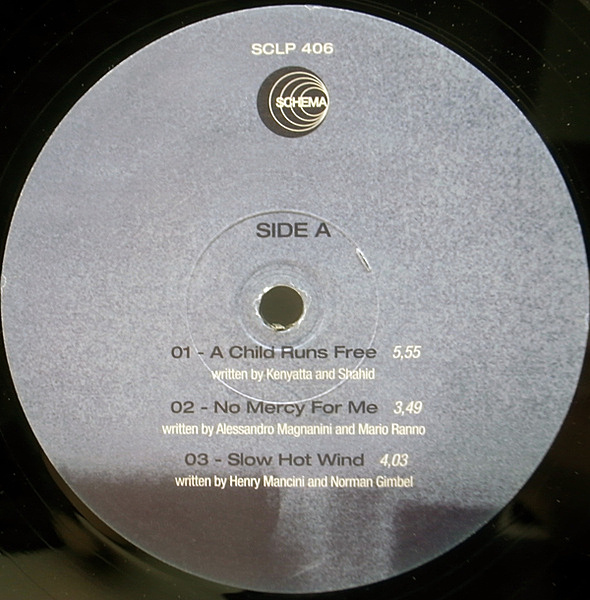 SCLP 406
SCHEMA
SIDE A
01 - A Child Runs Free 5,55
written by Kenyatta and Shahid
02 - No Mercy For Me 3,49
written by Alessandro Magnanini and Mario Ranno
03 - Slow Hot Wind 4,03
written by Henry Mancini and Norman Gimbel